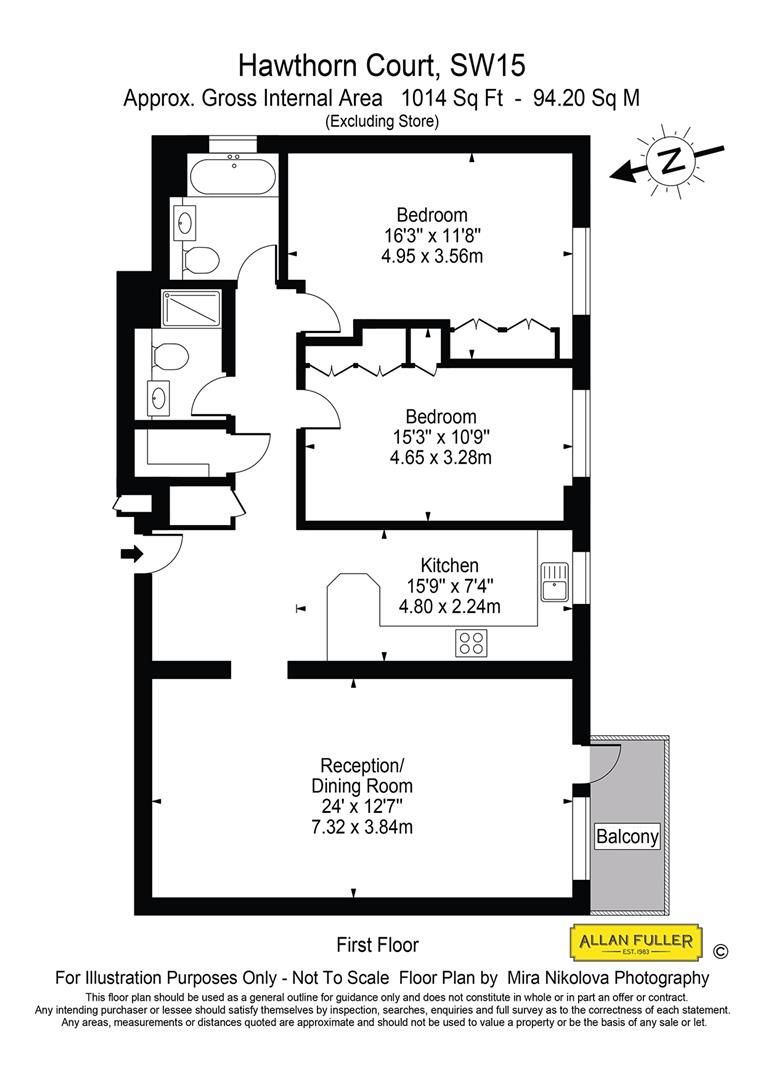 Hawthorn Court, SW15
Approx. Gross Internal Area 1014 Sq Ft - 94.20 Sq M
(Excluding Store)
N
Bedroom
16'3" x 11'8"
4.95 x 3.56m
Bedroom
15'3" x 10'9"
4.65 x 3.28m
Kitchen
15'9" x 7'4"
4.80 x 2.24m
Reception/
Dining Room
24' x 12'7"
7.32 x 3.84m
Balcony
First Floor
ALLAN FULLER
EST. 1983
©
For Illustration Purposes Only - Not To Scale Floor Plan by Mira Nikolova Photography
This floor plan should be used as a general outline for guidance only and does not constitute in whole or in part an offer or contract.
Any intending purchaser or lessee should satisfy themselves by inspection, searches, enquiries and full survey as to the correctness of each statement.
Any areas, measurements or distances quoted are approximate and should not be used to value a property or be the basis of any sale or let.